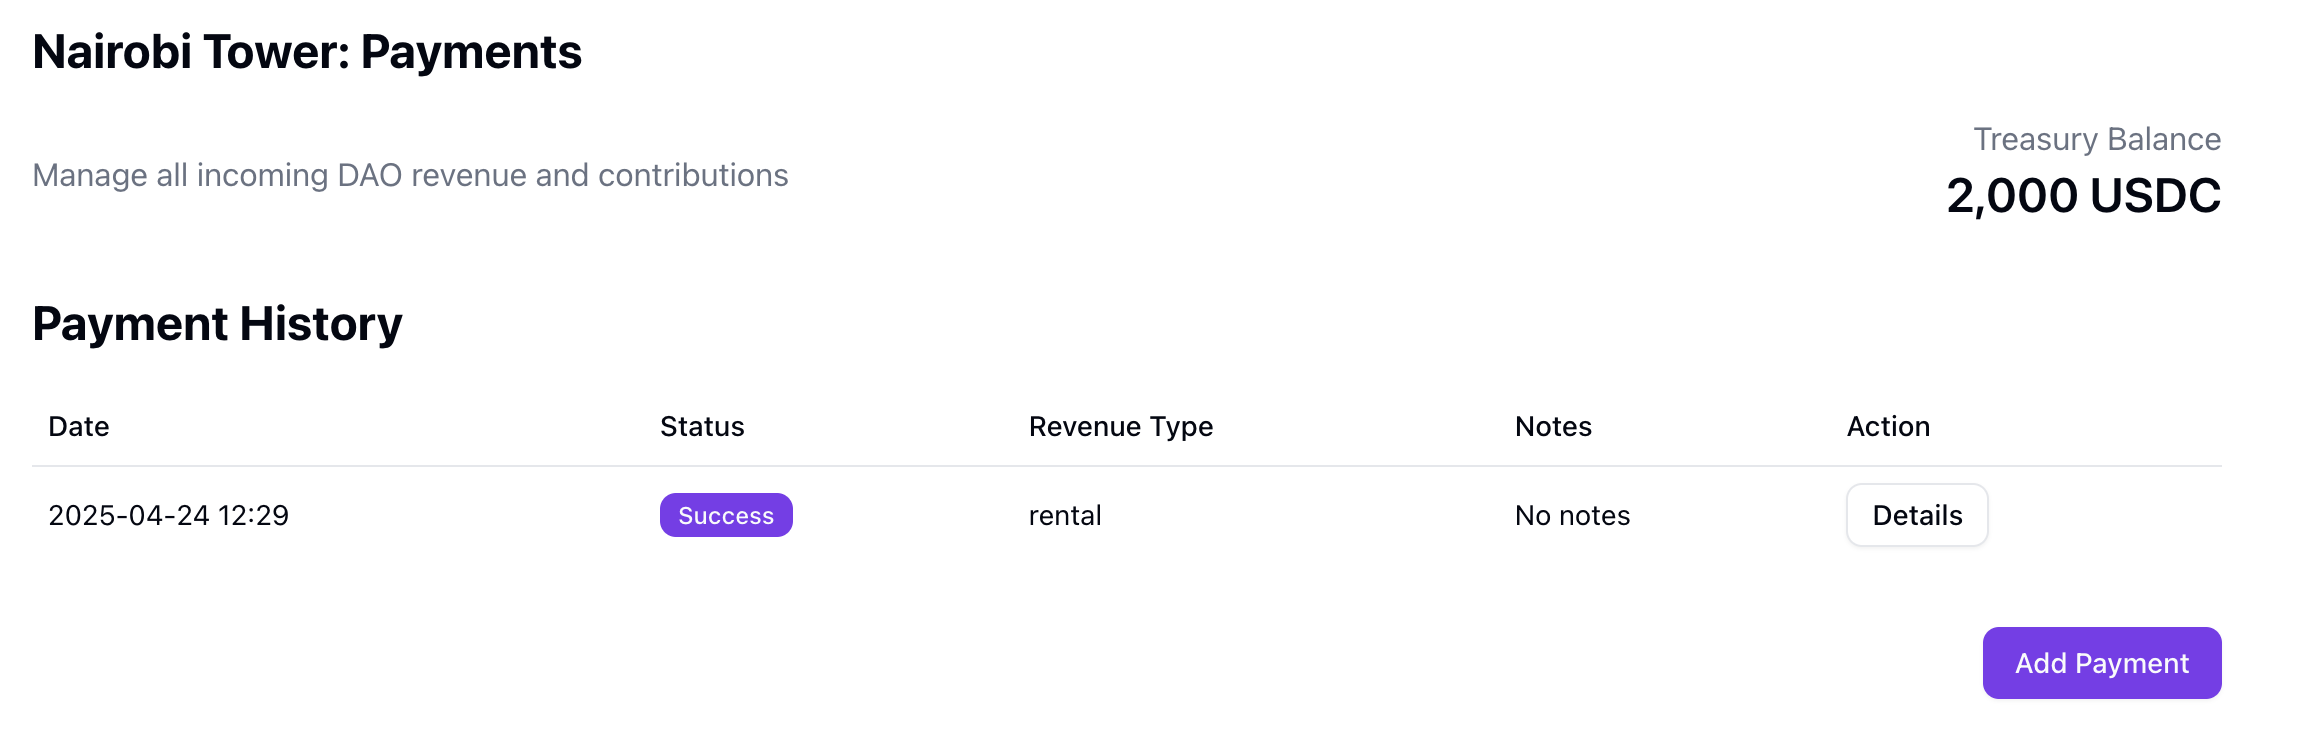 Nairobi Tower: Payments
Manage all incoming DAO revenue and contributions
Treasury Balance
2,000 USDC
Payment History
Date Status Revenue Type Notes Action
2025-04-24 12:29 Success rental No notes Details
Add Payment